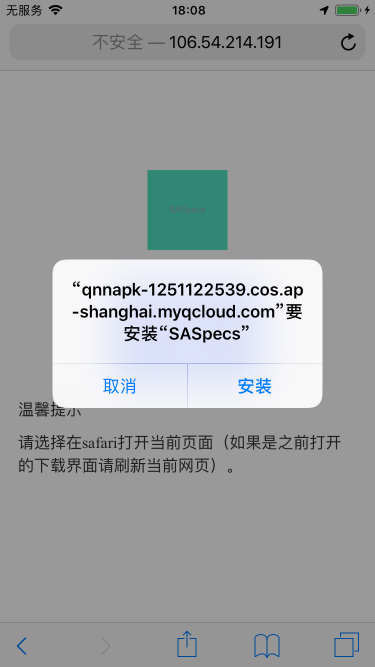 无服务 18:08
不安全 — 106.54.214.191
SASpecs
“qnnapk-1251122539.cos.ap
-shanghai.myqcloud.com”要
安装“SASpecs”
取消 安装
温馨提示
请选择在safari打开当前页面（如果是之前打开
的下载界面请刷新当前网页）。